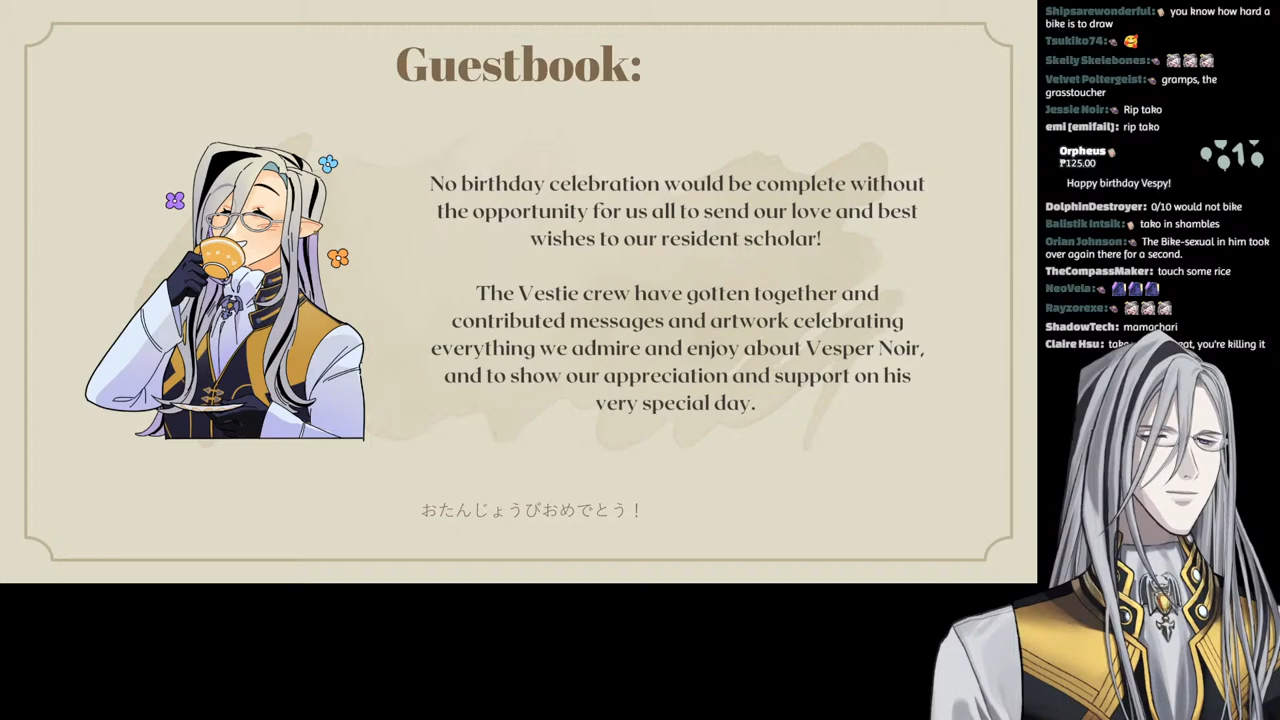 Guestbook:
No birthday celebration would be complete without
the opportunity for us all to send our love and best
wishes to our resident scholar!
The Vestie crew have gotten together and
contributed messages and artwork celebrating
everything we admire and enjoy about Vesper Noir,
and to show our appreciation and support on his
very special day.
おたんじょうびおめでとう！
Shipsarewonderful: you know how hard a
bike is to draw
Tsukiko74: 🥰
Skelly Skelebones:
Velvet Poltergeist: gramps, the
grasstoucher
Jessie Noir: Rip tako
emi [emifail]: rip tako
Orpheus
₱125.00
1
Happy birthday Vespy!
DolphinDestroyer: 0/10 would not bike
Balistik Intsik: tako in shambles
Orian Johnson: The Bike-sexual in him took
over again there for a second.
TheCompassMaker: touch some rice
NeoVela:
Rayzorexe:
ShadowTech: mamachari
Claire Hsu: you're killing it